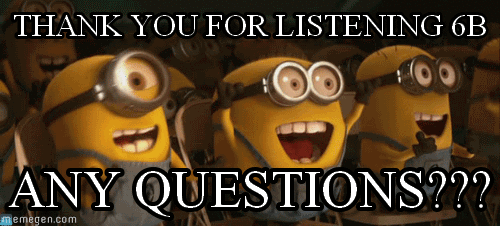 THANK YOU FOR LISTENING 6B
ANY QUESTIONS???
memegen.com